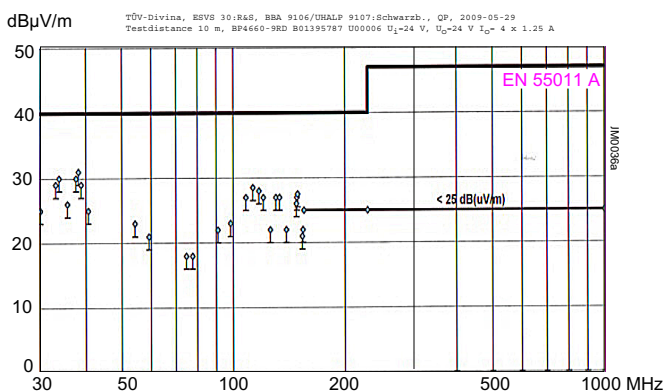 TÜV-Divina, ESVS 30:R&S, BBA 9106/UHALP 9107:Schwarzb., QP, 2009-05-29
Testdistance 10 m, BP4660-9RD B01395787 U00006 Ui=24 V, Uo=24 V Io= 4 x 1.25 A
dBµV/m
50
EN 55011 A
40
JM0036a
30
< 25 dB(uV/m)
20
10
0
30 50 100 200 500 1000 MHz